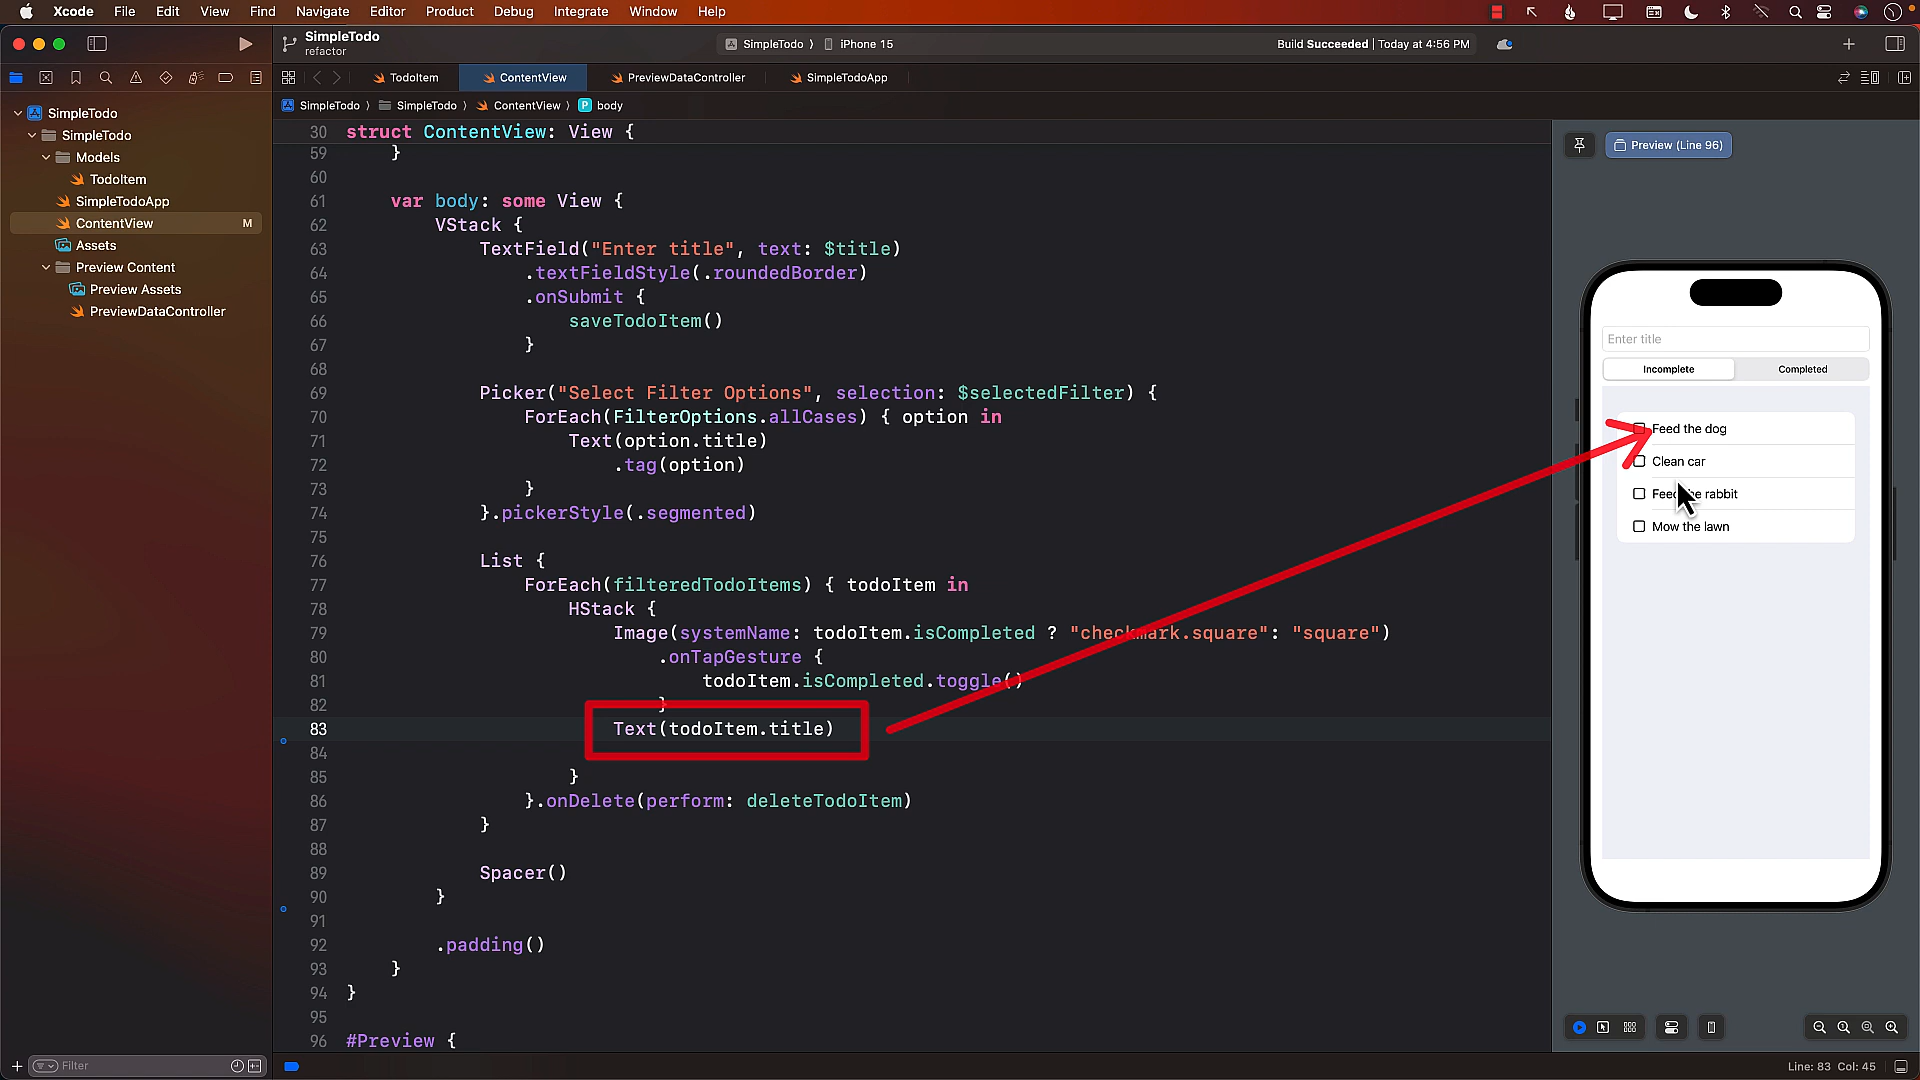 Xcode File Edit View Find Navigate Editor Product Debug Integrate Window Help
SimpleTodo
refactor
SimpleTodo 〉 iPhone 15
Build Succeeded | Today at 4:56 PM
TodoItem
ContentView
PreviewDataController
SimpleTodoApp
SimpleTodo 〉 SimpleTodo 〉 ContentView 〉 P body
SimpleTodo
SimpleTodo
Models
TodoItem
SimpleTodoApp
ContentView M
Assets
Preview Content
Preview Assets
PreviewDataController
Filter
30 struct ContentView: View {
59 }
60
61 var body: some View {
62 VStack {
63 TextField("Enter title", text: $title)
64 .textFieldStyle(.roundedBorder)
65 .onSubmit {
66 saveTodoItem()
67 }
68
69 Picker("Select Filter Options", selection: $selectedFilter) {
70 ForEach(FilterOptions.allCases) { option in
71 Text(option.title)
72 .tag(option)
73 }
74 }.pickerStyle(.segmented)
75
76 List {
77 ForEach(filteredTodoItems) { todoItem in
78 HStack {
79 Image(systemName: todoItem.isCompleted ? "checkmark.square": "square")
80 .onTapGesture {
81 todoItem.isCompleted.toggle()
82 }
83 Text(todoItem.title)
84
85 }
86 }.onDelete(perform: deleteTodoItem)
87 }
88
89 Spacer()
90 }
91
92 .padding()
93 }
94 }
95
96 #Preview {
Preview (Line 96)
Enter title
Incomplete Completed
Feed the dog
Clean car
Feed the rabbit
Mow the lawn
Line: 83 Col: 45